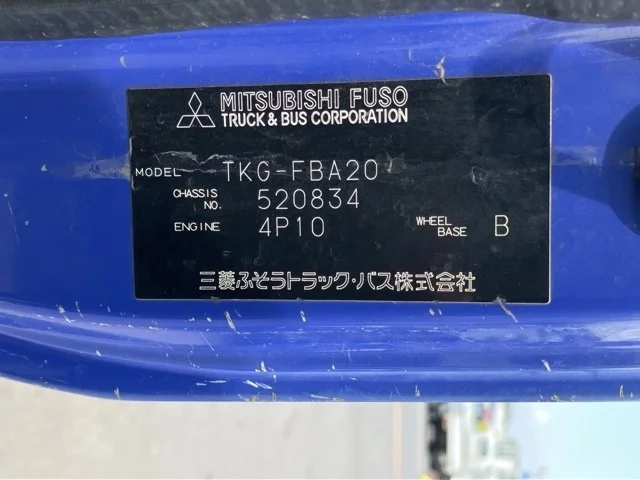 MITSUBISHI FUSO
TRUCK & BUS CORPORATION
MODEL TKG-FBA20
CHASSIS NO. 520834
ENGINE 4P10 WHEEL BASE B
三菱ふそうトラック・バス株式会社